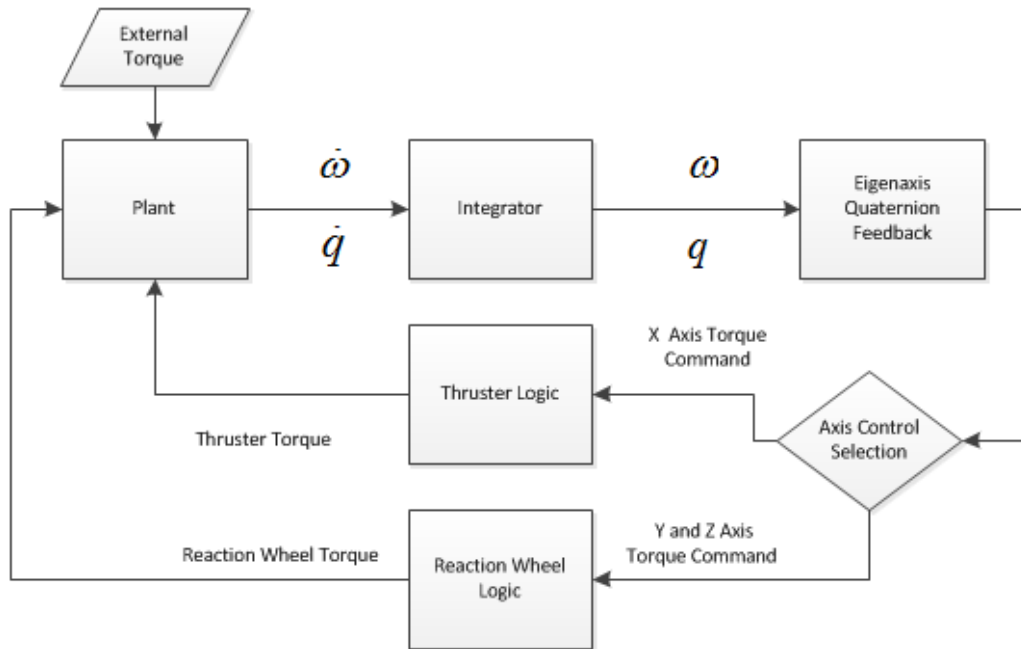 External
Torque
Plant
ω̇
q̇
Integrator
ω
q
Eigenaxis
Quaternion
Feedback
X Axis Torque
Command
Thruster Logic
Axis Control
Selection
Thruster Torque
Y and Z Axis
Torque Command
Reaction Wheel Torque
Reaction Wheel
Logic